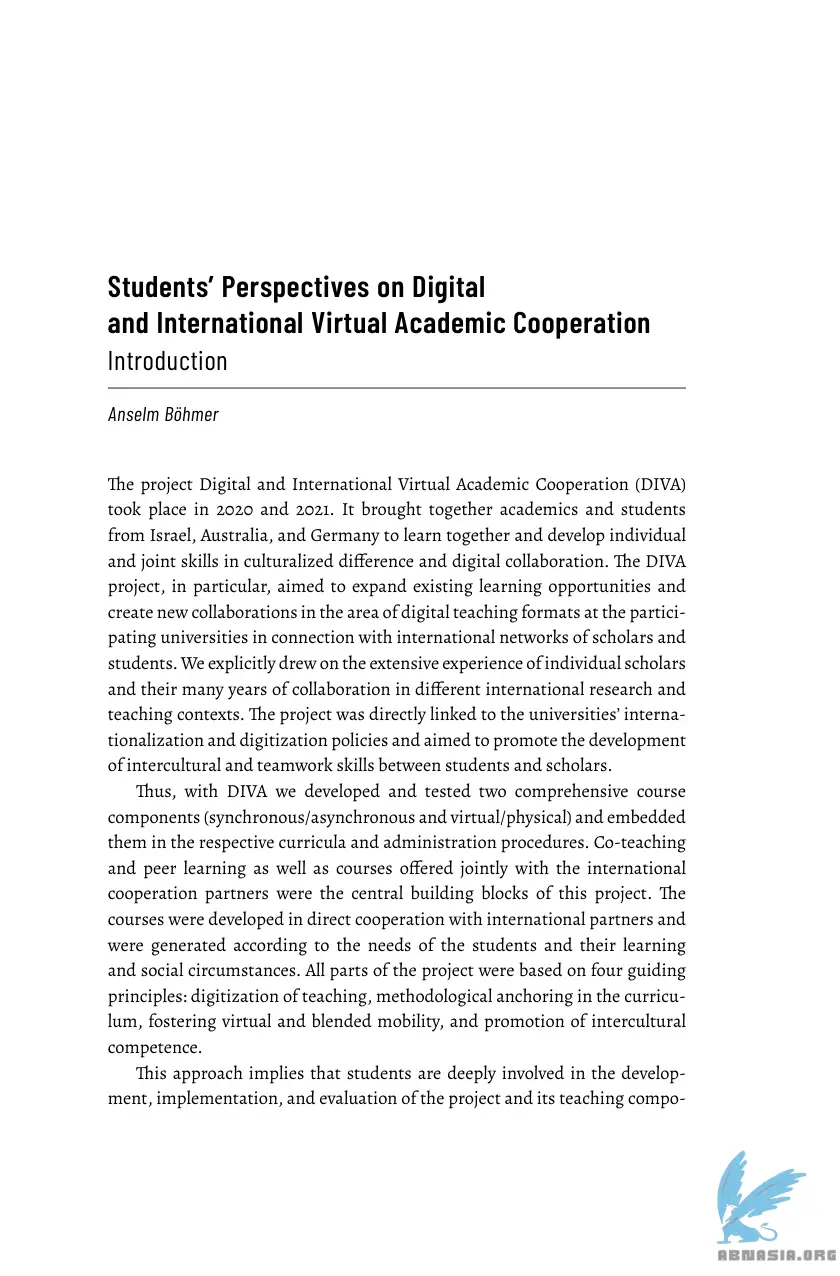 Students’ Perspectives on Digital
and International Virtual Academic Cooperation
Introduction
Anselm Böhmer
The project Digital and International Virtual Academic Cooperation (DIVA)
took place in 2020 and 2021. It brought together academics and students
from Israel, Australia, and Germany to learn together and develop individual
and joint skills in culturalized difference and digital collaboration. The DIVA
project, in particular, aimed to expand existing learning opportunities and
create new collaborations in the area of digital teaching formats at the partici-
pating universities in connection with international networks of scholars and
students. We explicitly drew on the extensive experience of individual scholars
and their many years of collaboration in different international research and
teaching contexts. The project was directly linked to the universities’ interna-
tionalization and digitization policies and aimed to promote the development
of intercultural and teamwork skills between students and scholars.
Thus, with DIVA we developed and tested two comprehensive course
components (synchronous/asynchronous and virtual/physical) and embedded
them in the respective curricula and administration procedures. Co-teaching
and peer learning as well as courses offered jointly with the international
cooperation partners were the central building blocks of this project. The
courses were developed in direct cooperation with international partners and
were generated according to the needs of the students and their learning
and social circumstances. All parts of the project were based on four guiding
principles: digitization of teaching, methodological anchoring in the curricu-
lum, fostering virtual and blended mobility, and promotion of intercultural
competence.
This approach implies that students are deeply involved in the develop-
ment, implementation, and evaluation of the project and its teaching compo-
ABNASIA.ORG